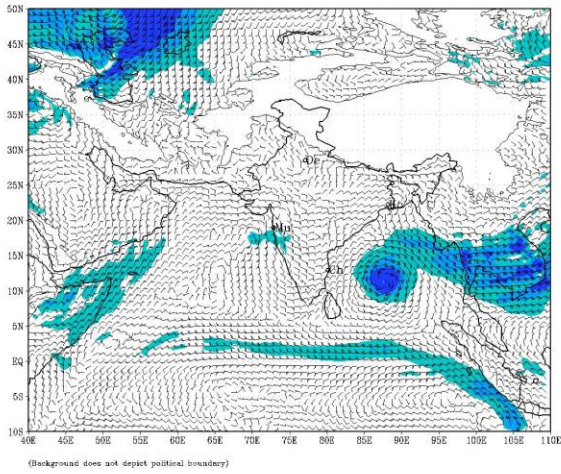 50N
45N
40N
35N
30N
De
25N
20N
Mu
15N
Ch
10N
5N
EQ
5S
10S
40E 45E 50E 55E 60E 65E 70E 75E 80E 85E 90E 95E 100E 105E 110E
(Background does not depict political boundary)